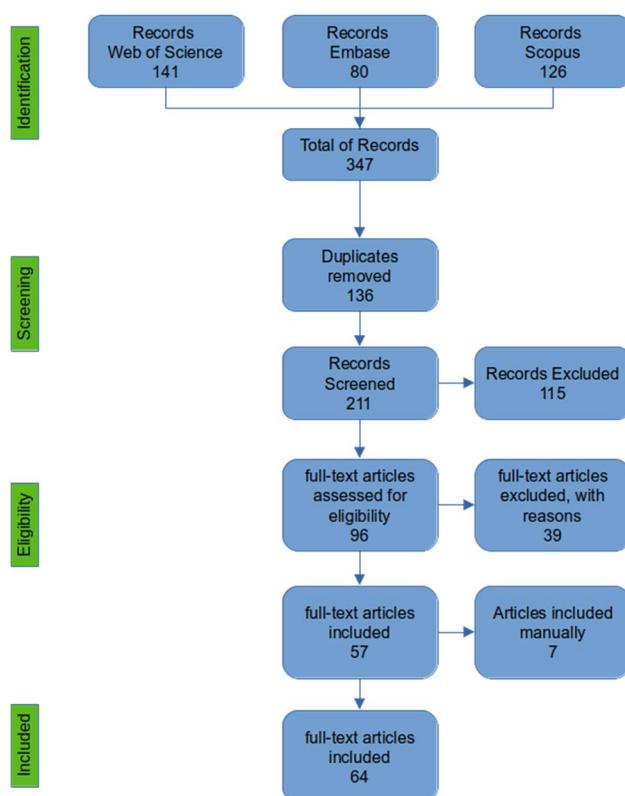 Identification
Records
Web of Science
141
Records
Embase
80
Records
Scopus
126
Total of Records
347
Screening
Duplicates
removed
136
Records
Screened
211
Records Excluded
115
Eligibility
full-text articles
assessed for
eligibility
96
full-text articles
excluded, with
reasons
39
full-text articles
included
57
Articles included
manually
7
Included
full-text articles
included
64